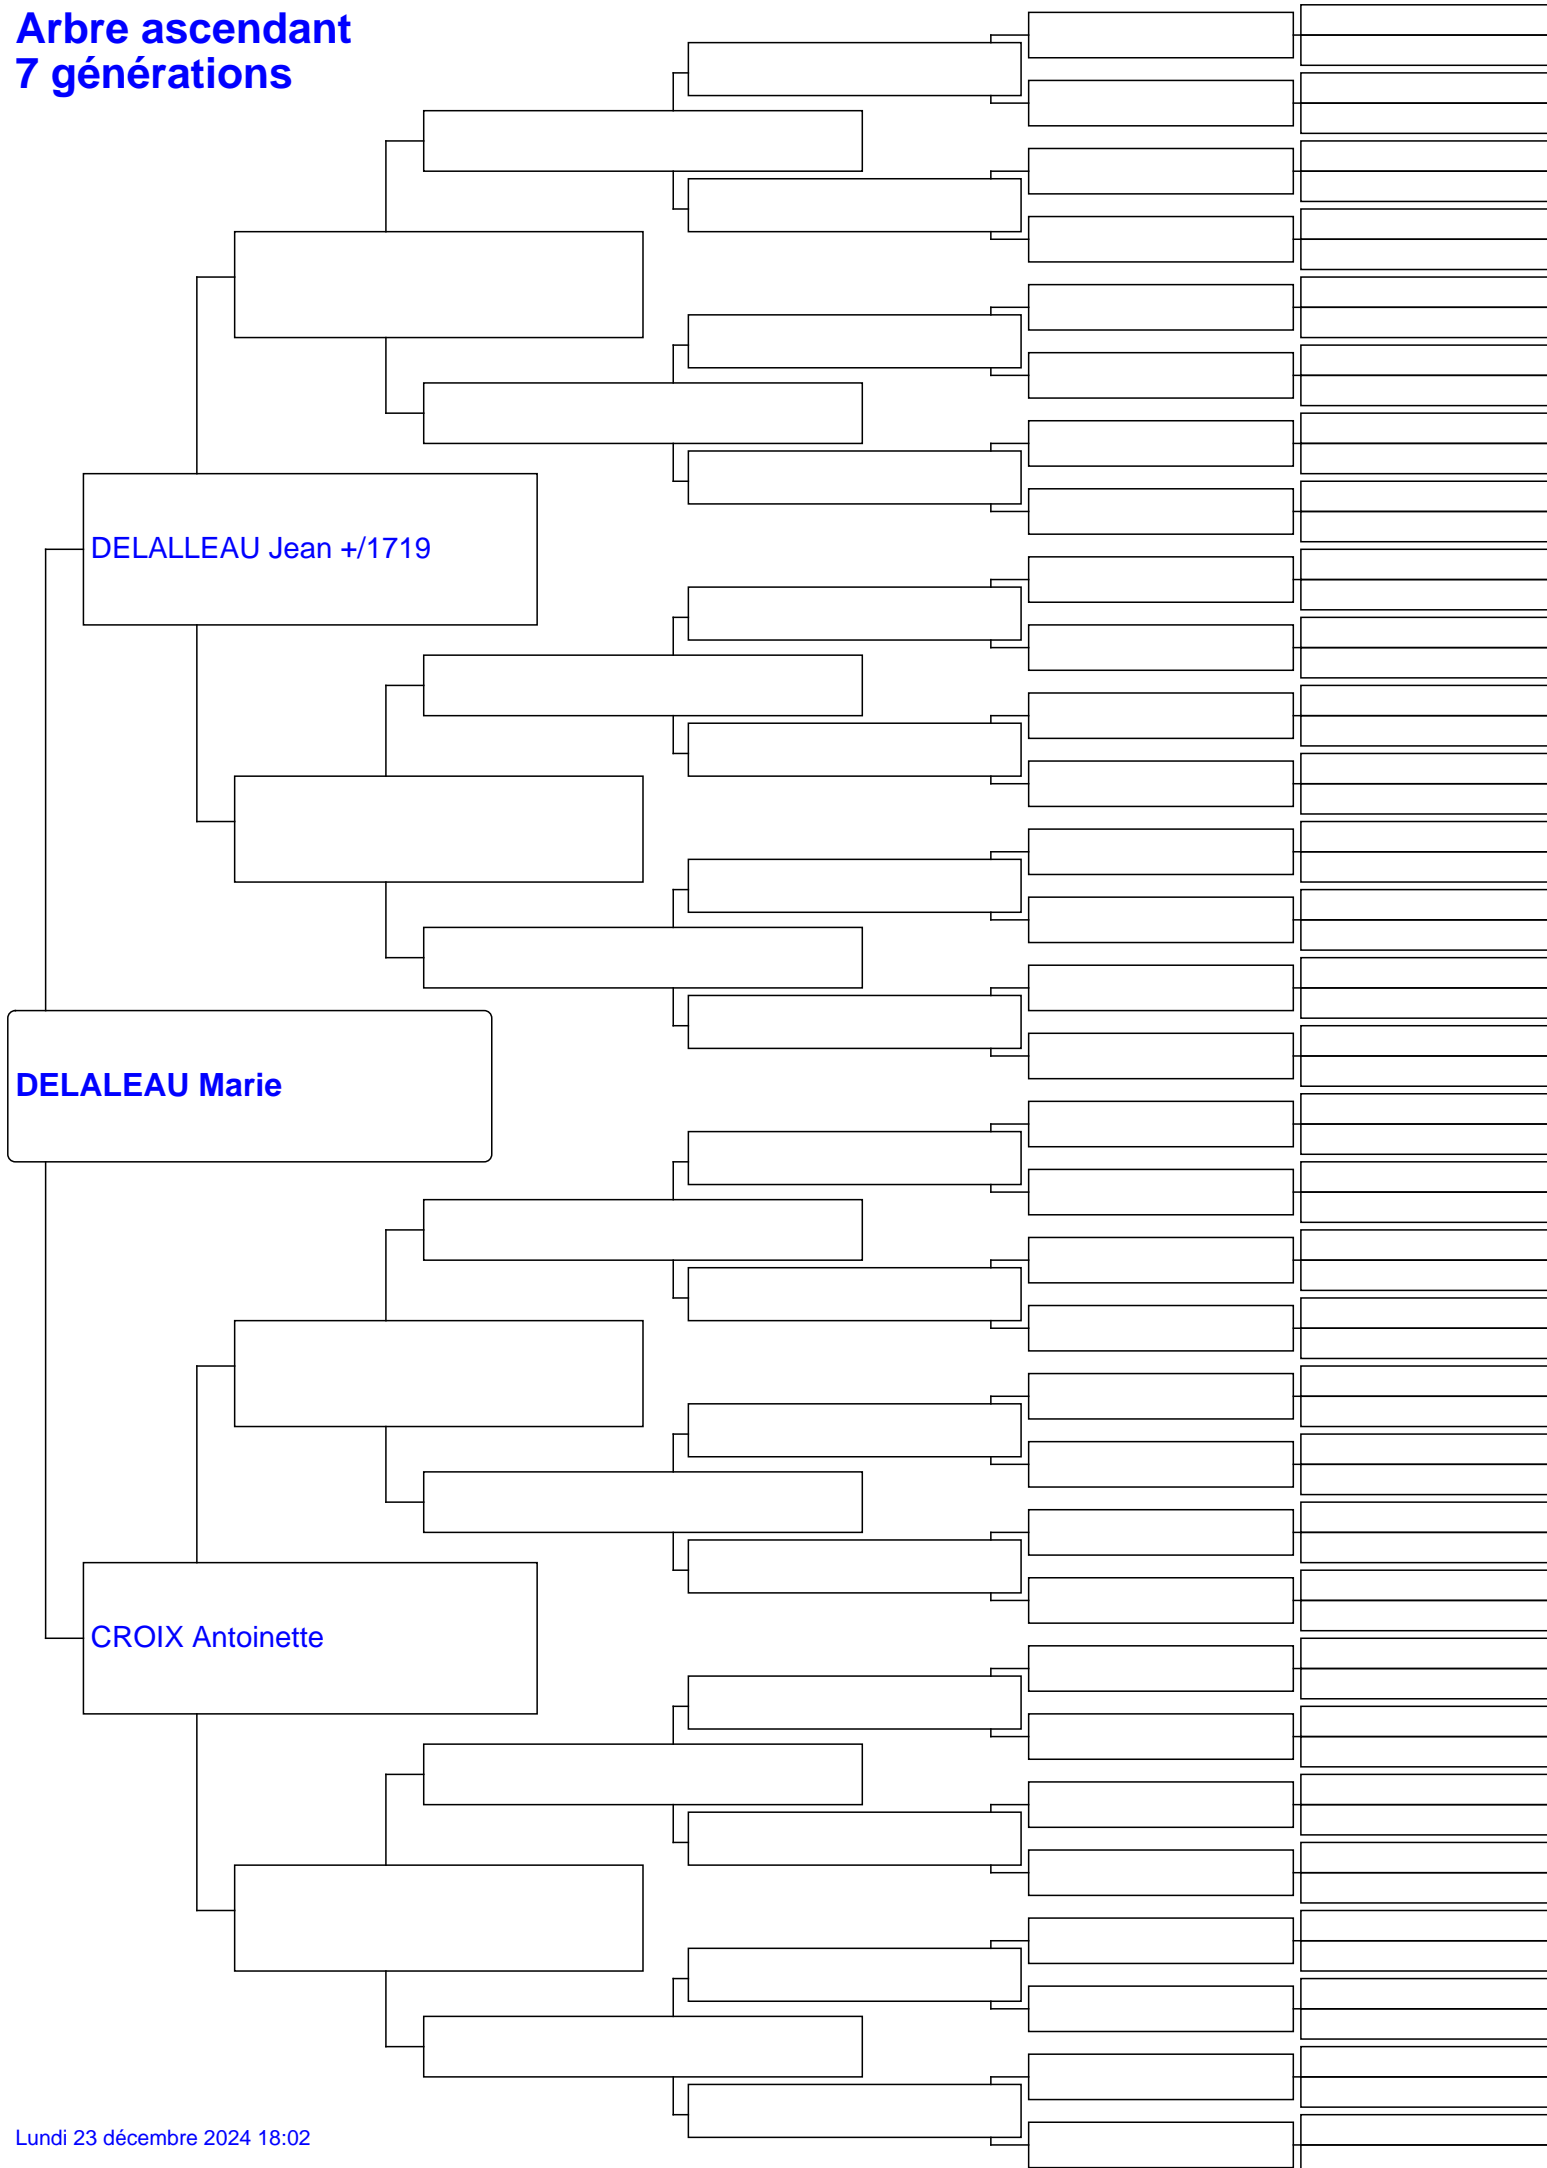 Arbre ascendant
7 générations
DELALLEAU Jean +/1719
DELALEAU Marie
CROIX Antoinette
Lundi 23 décembre 2024 18:02